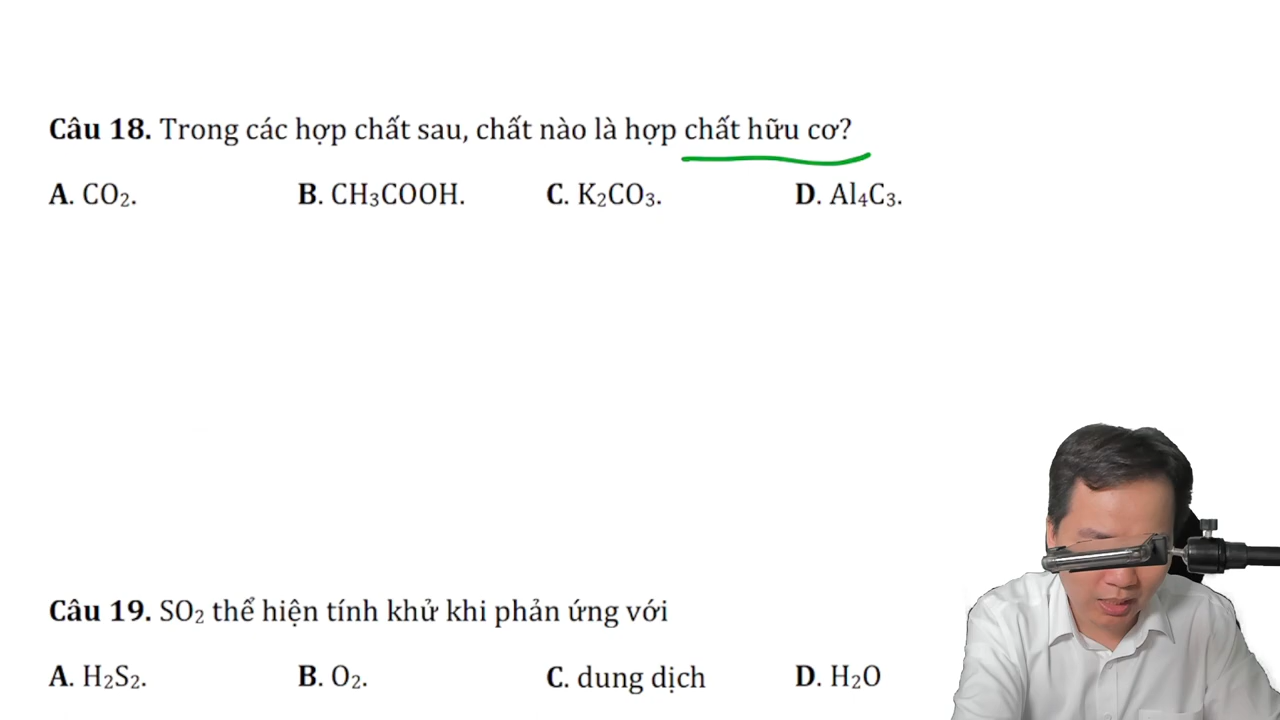 Câu 18. Trong các hợp chất sau, chất nào là hợp chất hữu cơ?
A. CO₂. B. CH₃COOH. C. K₂CO₃. D. Al₄C₃.
Câu 19. SO₂ thể hiện tính khử khi phản ứng với
A. H₂S₂. B. O₂. C. dung dịch D. H₂O